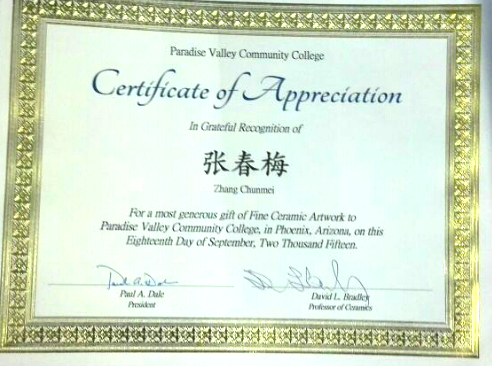 Paradise Valley Community College
Certificate of Appreciation
In Grateful Recognition of
张春梅
Zhang Chunmei
For a most generous gift of Fine Ceramic Artwork to
Paradise Valley Community College, in Phoenix, Arizona, on this
Eighteenth Day of September, Two Thousand Fifteen.
Paul A. Dale
David L. Bradley
President
Professor of Ceramics